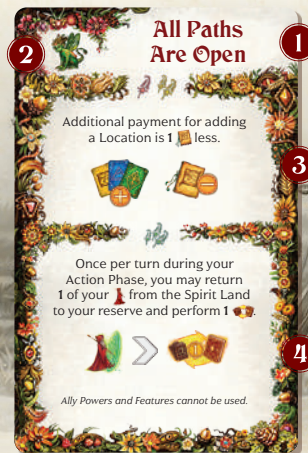 All Paths
Are Open
2
1
Additional payment for adding
a Location is 1 less.
3
Once per turn during your
Action Phase, you may return
1 of your from the Spirit Land
to your reserve and perform 1 .
4
Ally Powers and Features cannot be used.